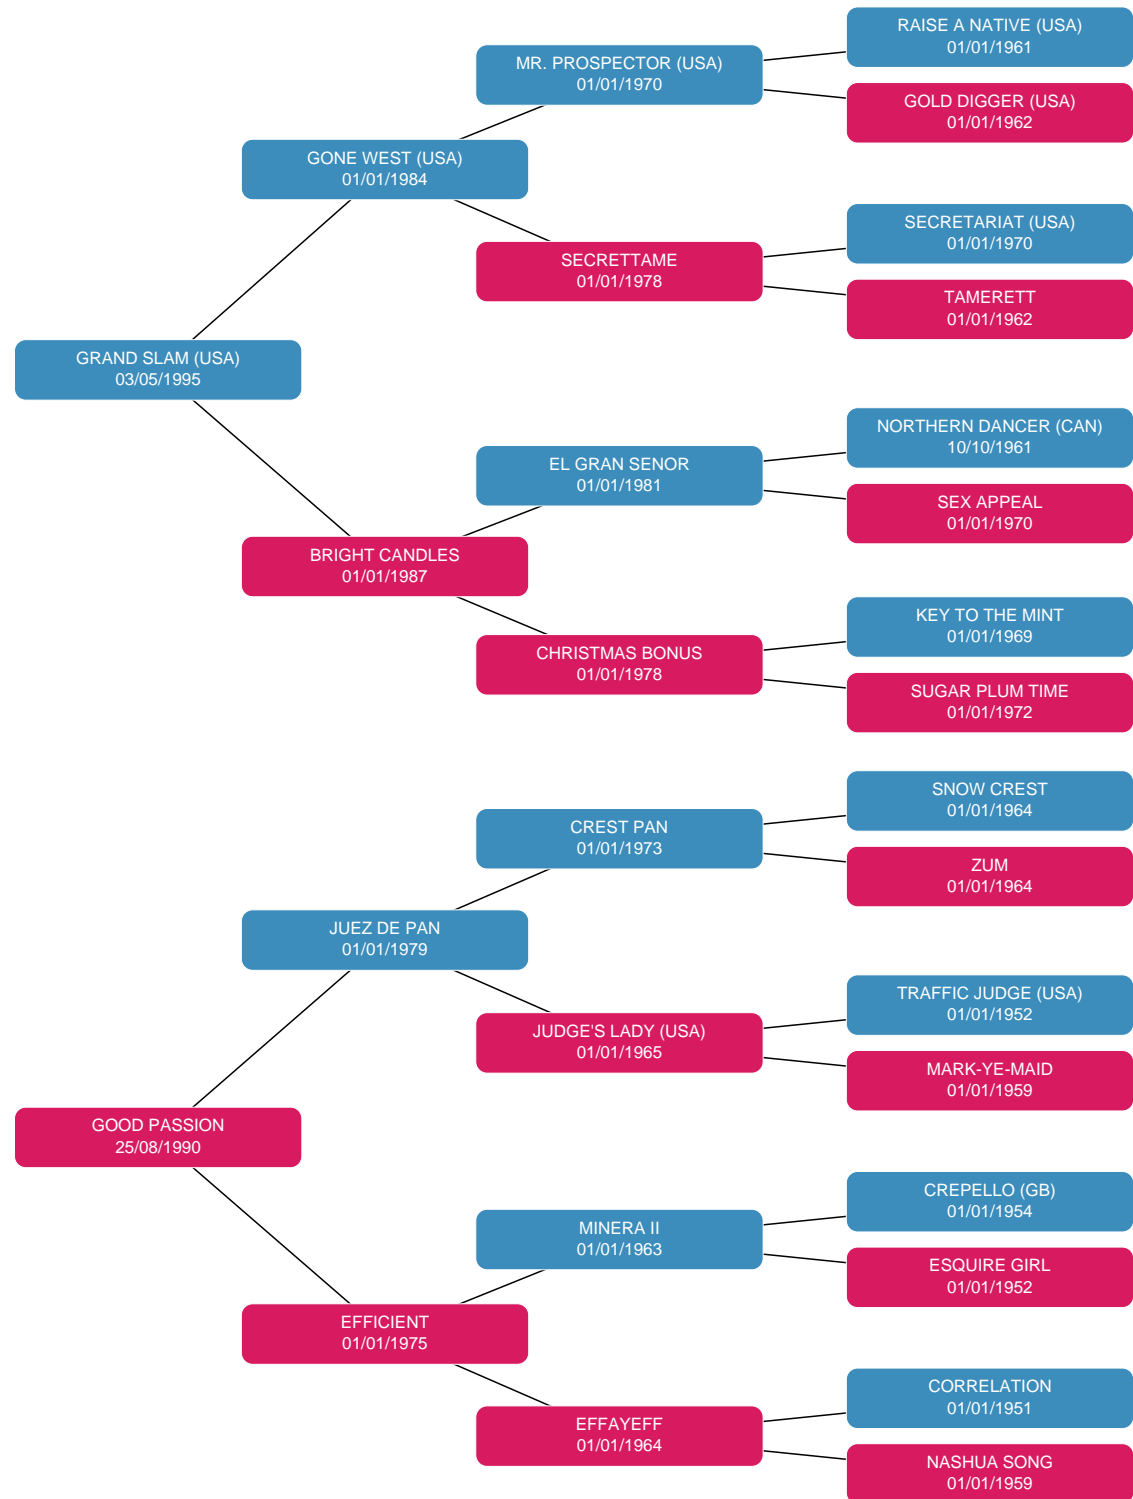 RAISE A NATIVE (USA)
01/01/1961
MR. PROSPECTOR (USA)
01/01/1970
GOLD DIGGER (USA)
01/01/1962
GONE WEST (USA)
01/01/1984
SECRETARIAT (USA)
01/01/1970
SECRETTAME
01/01/1978
TAMERETT
01/01/1962
GRAND SLAM (USA)
03/05/1995
NORTHERN DANCER (CAN)
10/10/1961
EL GRAN SENOR
01/01/1981
SEX APPEAL
01/01/1970
BRIGHT CANDLES
01/01/1987
KEY TO THE MINT
01/01/1969
CHRISTMAS BONUS
01/01/1978
SUGAR PLUM TIME
01/01/1972
SNOW CREST
01/01/1964
CREST PAN
01/01/1973
ZUM
01/01/1964
JUEZ DE PAN
01/01/1979
TRAFFIC JUDGE (USA)
01/01/1952
JUDGE'S LADY (USA)
01/01/1965
MARK-YE-MAID
01/01/1959
GOOD PASSION
25/08/1990
CREPELLO (GB)
01/01/1954
MINERA II
01/01/1963
ESQUIRE GIRL
01/01/1952
EFFICIENT
01/01/1975
CORRELATION
01/01/1951
EFFAYEFF
01/01/1964
NASHUA SONG
01/01/1959